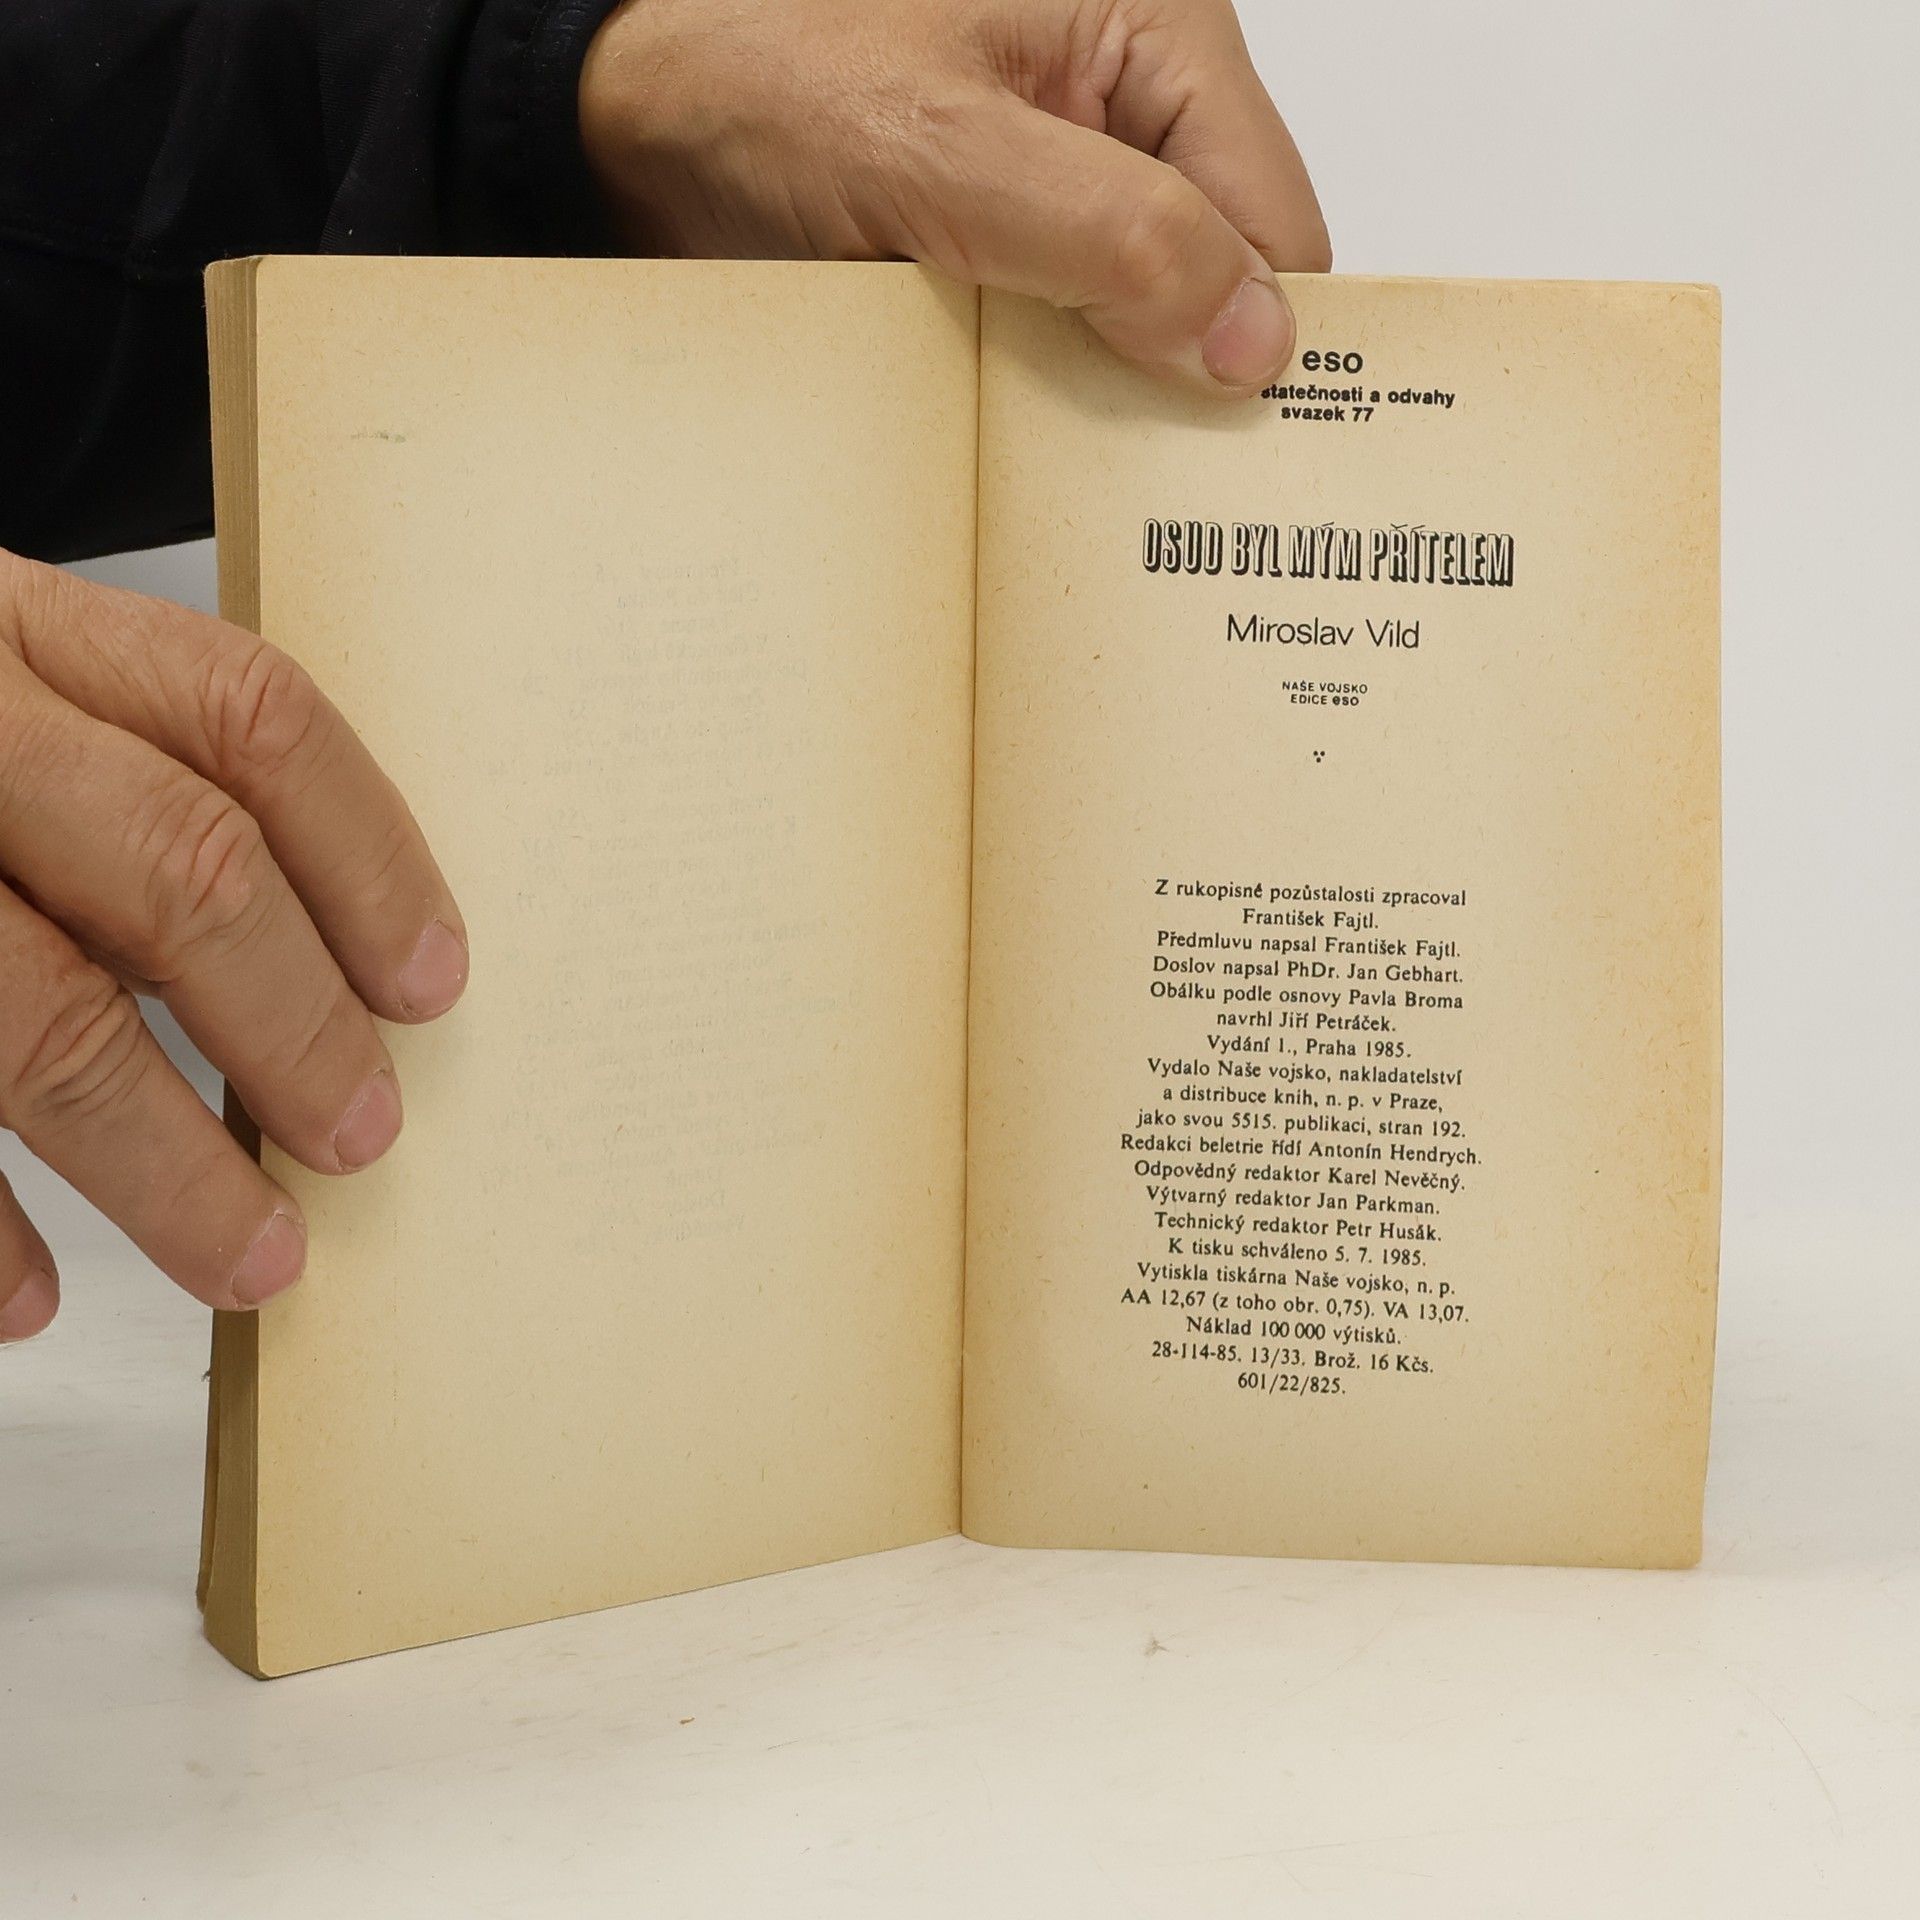 eso
statečnosti a odvahy
svazek 77
OSUD BYL MÝM PŘÍTELEM
Miroslav Vild
NAŠE VOJSKO
EDICE eso
Z rukopisné pozůstalosti zpracoval
František Fajtl.
Předmluvu napsal František Fajtl.
Doslov napsal PhDr. Jan Gebhart.
Obálku podle osnovy Pavla Broma
navrhl Jiří Petráček.
Vydání 1., Praha 1985.
Vydalo Naše vojsko, nakladatelství
a distribuce knih, n. p. v Praze,
jako svou 5515. publikaci, stran 192.
Redakci beletrie řídí Antonín Hendrych.
Odpovědný redaktor Karel Nevěčný.
Výtvarný redaktor Jan Parkman.
Technický redaktor Petr Husák.
K tisku schváleno 5. 7. 1985.
Vytiskla tiskárna Naše vojsko, n. p.
AA 12,67 (z toho obr. 0,75). VA 13,07.
Náklad 100 000 výtisků.
28-114-85. 13/33. Brož. 16 Kčs.
601/22/825.